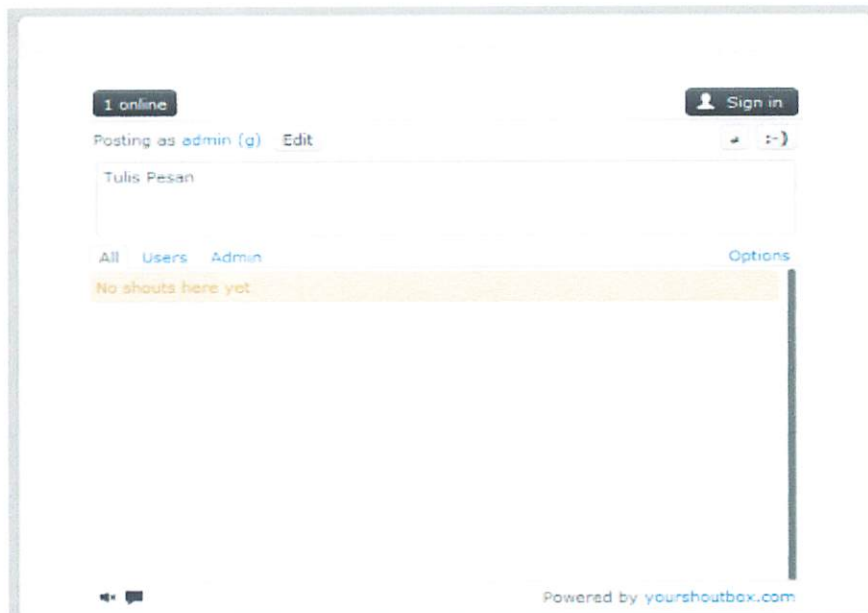 1 online
Sign in
Posting as admin (g) Edit
:-)
Tulis Pesan
All Users Admin
Options
No shouts here yet
Powered by yourshoutbox.com